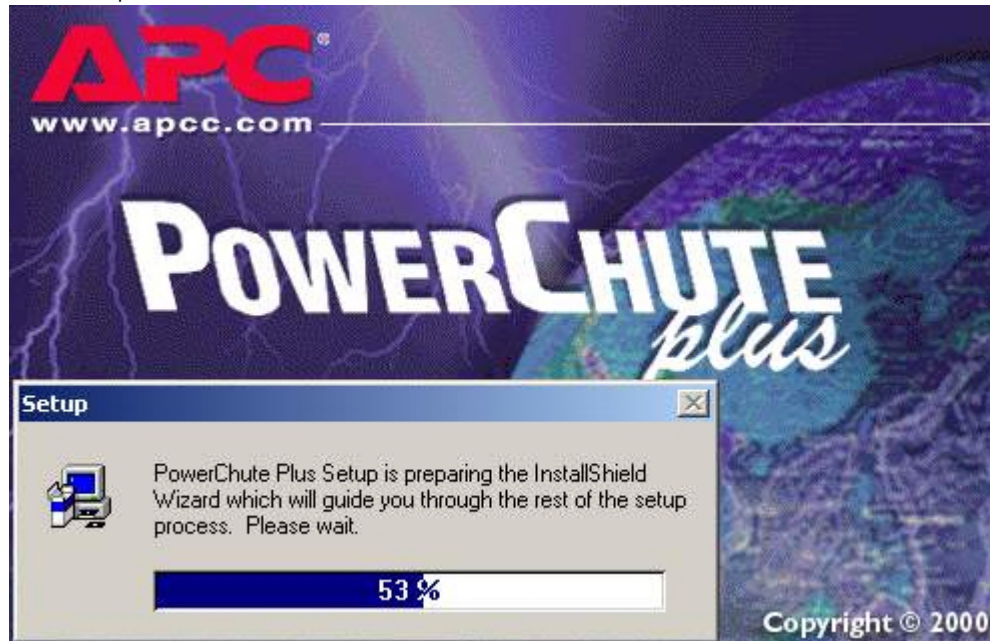 APC®
www.apcc.com
POWERCHUTE
plus
Setup
PowerChute Plus Setup is preparing the InstallShield
Wizard which will guide you through the rest of the setup
process. Please wait.
53 %
Copyright © 2000